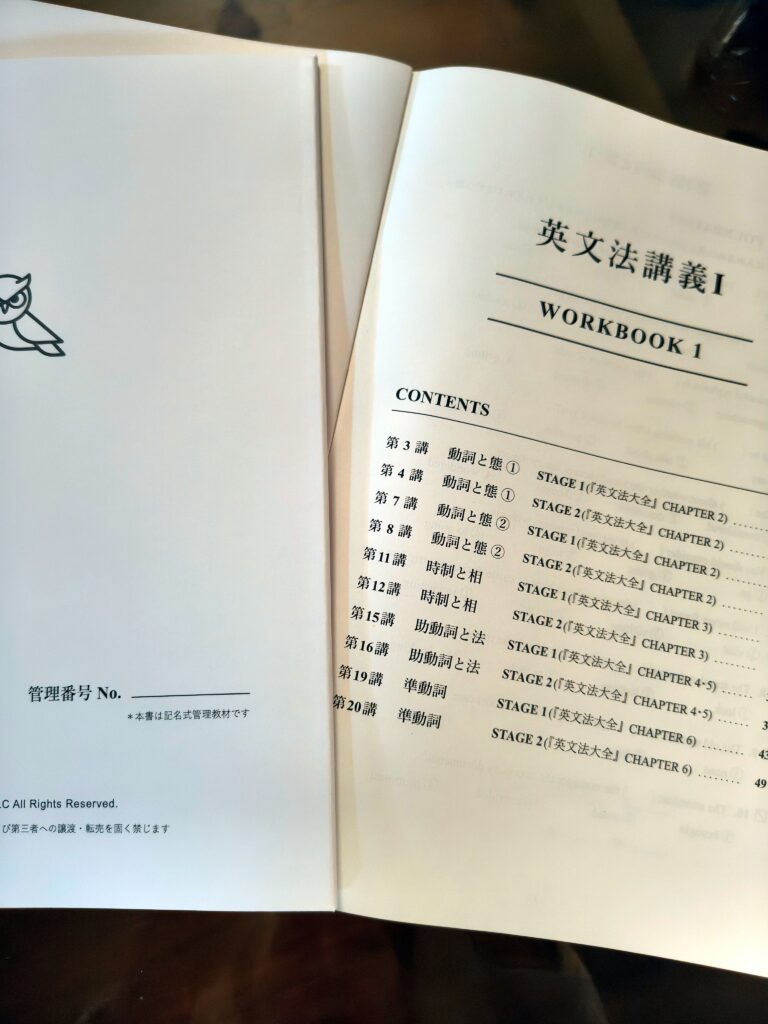 管理番号 No.
*本書は記名式管理教材です
C All Rights Reserved.
び第三者への譲渡・転売を固く禁じます
英文法講義I
WORKBOOK 1
CONTENTS
第3講 動詞と態① STAGE 1(『英文法大全』CHAPTER 2) ........
第4講 動詞と態① STAGE 2(『英文法大全』CHAPTER 2) ........
第7講 動詞と態② STAGE 1(『英文法大全』CHAPTER 2) ........
第8講 動詞と態② STAGE 2(『英文法大全』CHAPTER 2) ........
第11講 時制と相 STAGE 1(『英文法大全』CHAPTER 3) ........
第12講 時制と相 STAGE 2(『英文法大全』CHAPTER 3) ........
第15講 助動詞と法 STAGE 1(『英文法大全』CHAPTER 4・5) ........
第16講 助動詞と法 STAGE 2(『英文法大全』CHAPTER 4・5) ........
第19講 準動詞 STAGE 1(『英文法大全』CHAPTER 6) ........ 43
第20講 準動詞 STAGE 2(『英文法大全』CHAPTER 6) ........ 49